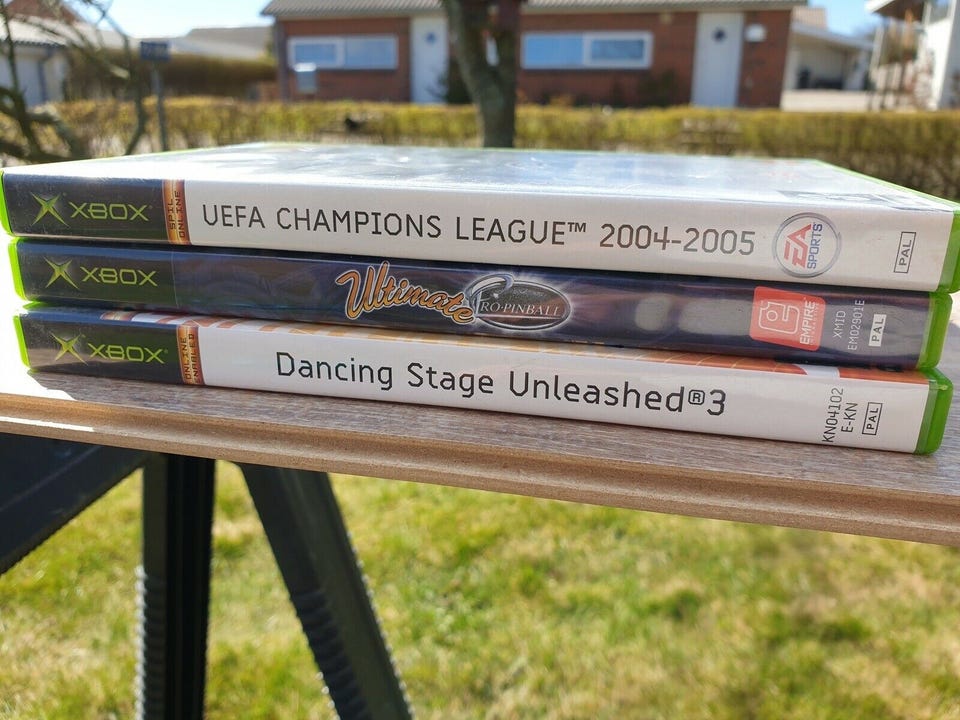 XBOX UEFA CHAMPIONS LEAGUE™ 2004-2005 EA SPORTS PAL
XBOX Ultimate PRO-PINBALL EMPIRE XMID EM02901E PAL
XBOX Dancing Stage Unleashed®3 KN04102 E-KN PAL